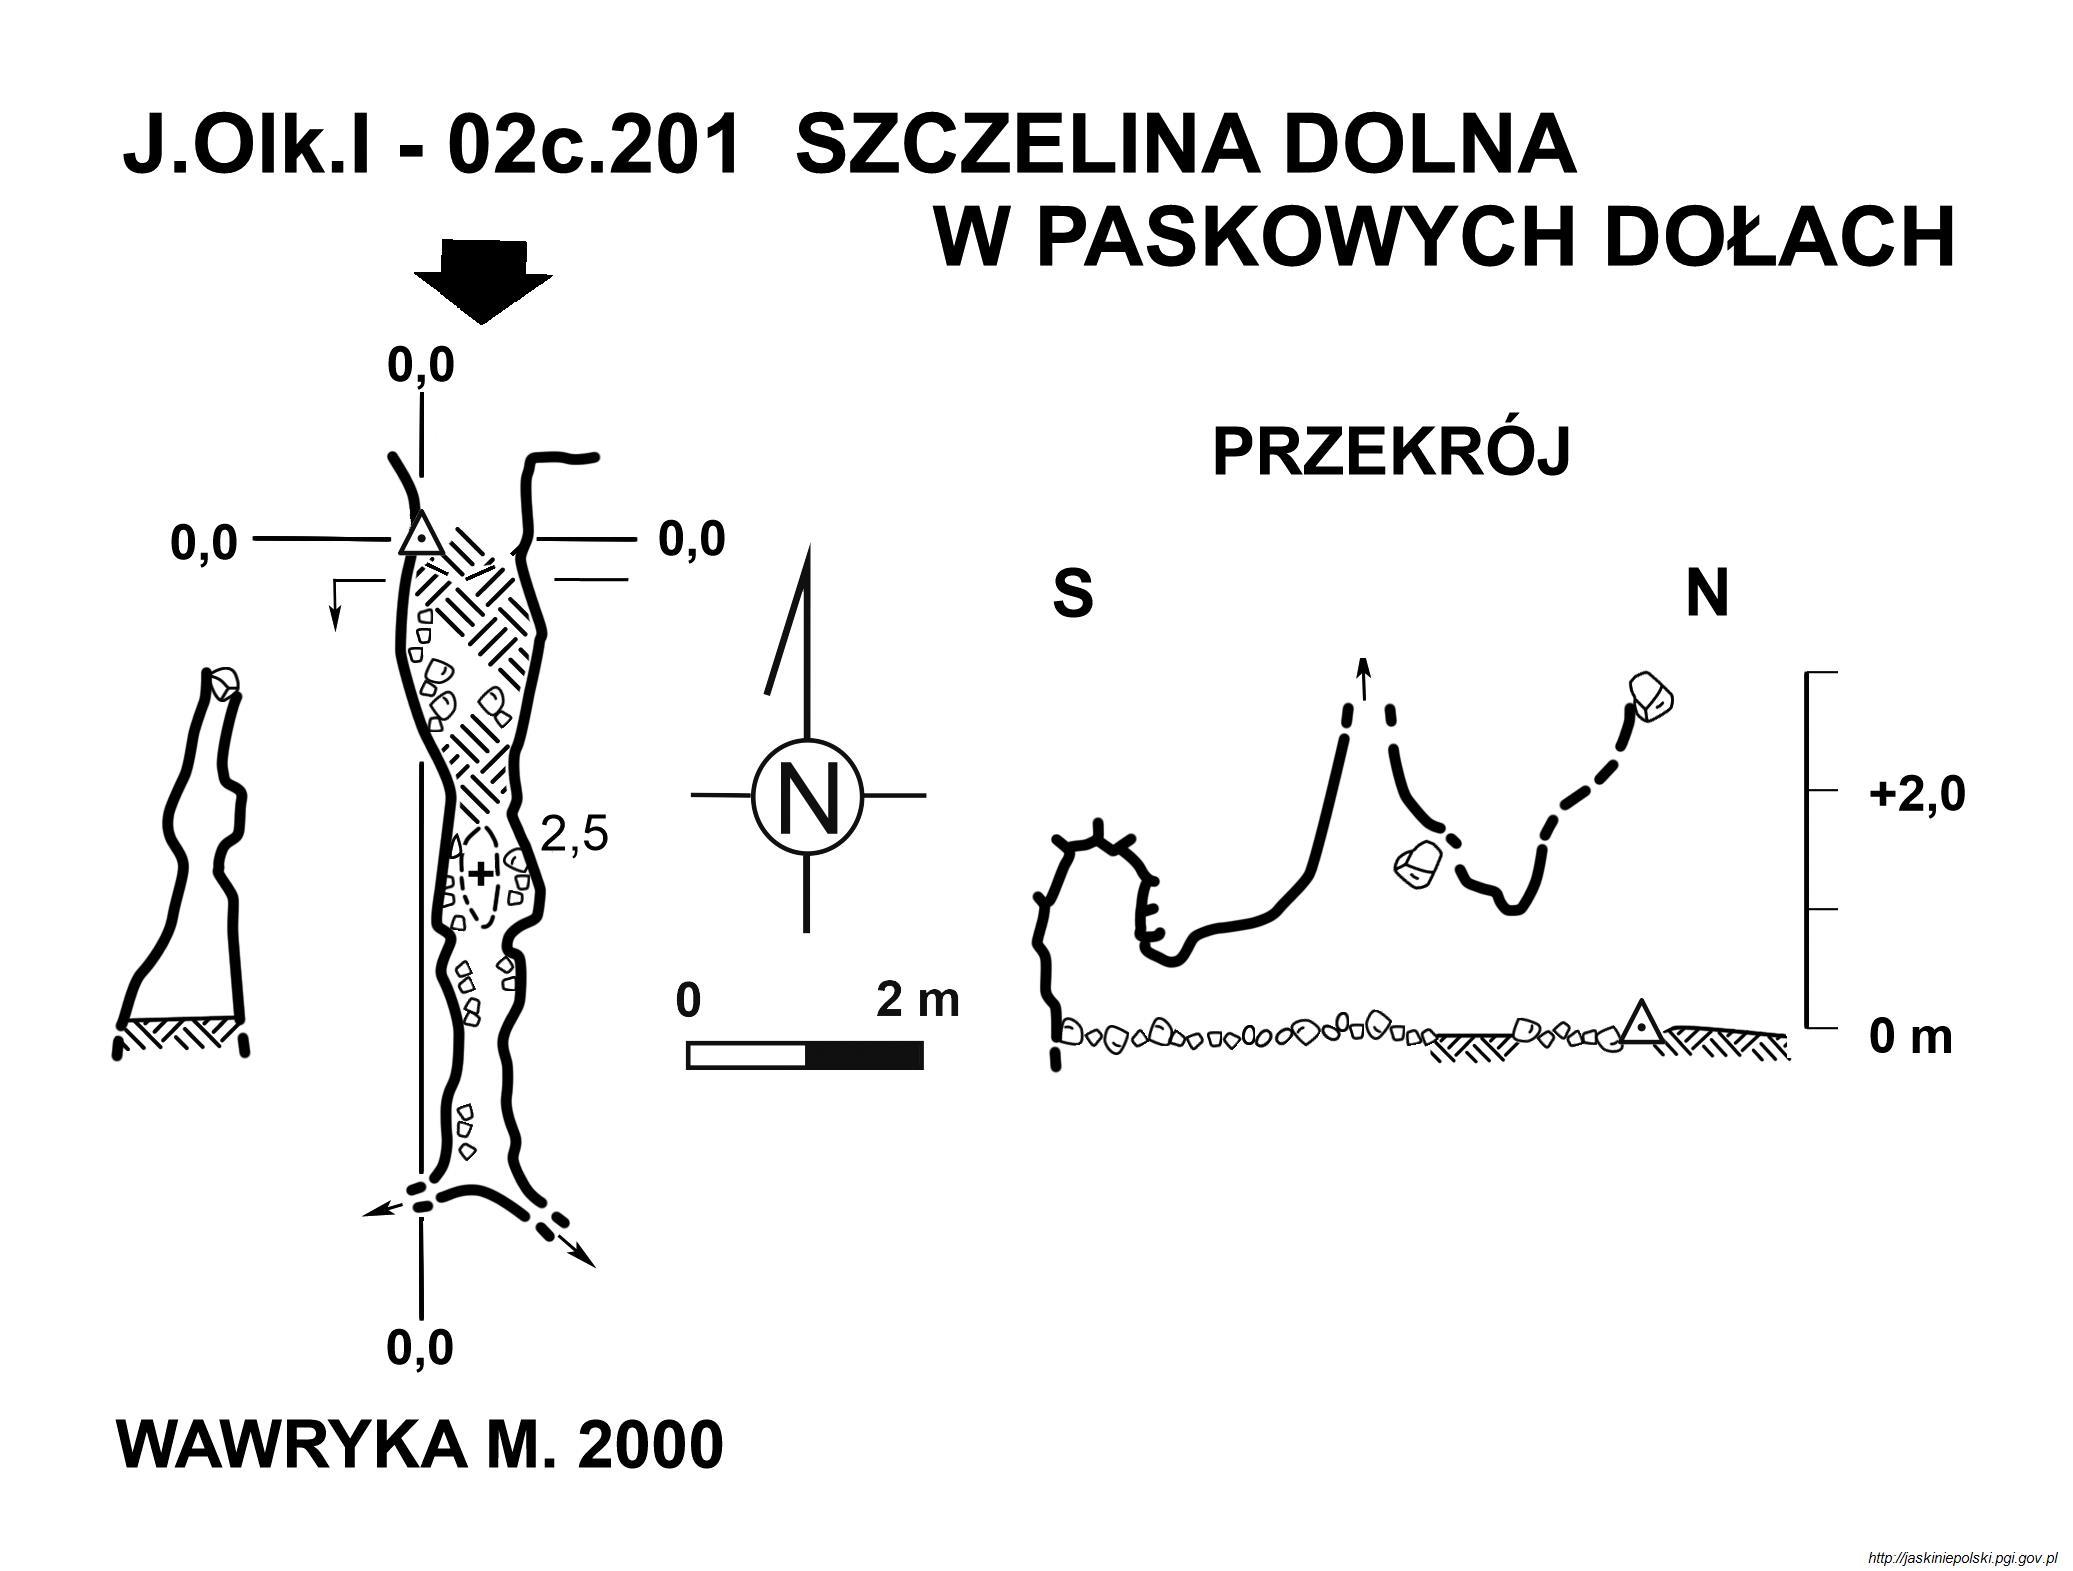 J.Olk.I - 02c.201 SZCZELINA DOLNA
W PASKOWYCH DOŁACH
0,0
PRZEKRÓJ
0,0
0,0
S
N
N
2,5
+2,0
0
2 m
0 m
0,0
WAWRYKA M. 2000
http://jaskiniepolski.pgi.gov.pl